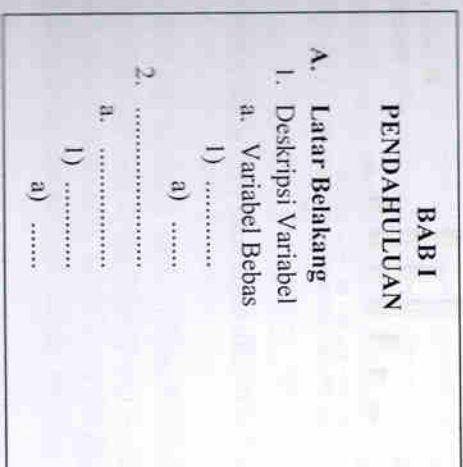 BAB I
PENDAHULUAN
A. Latar Belakang
1. Deskripsi Variabel
a. Variabel Bebas
1) ............
a) .......
2. ........................
a. ..................
1) ............
a) .......